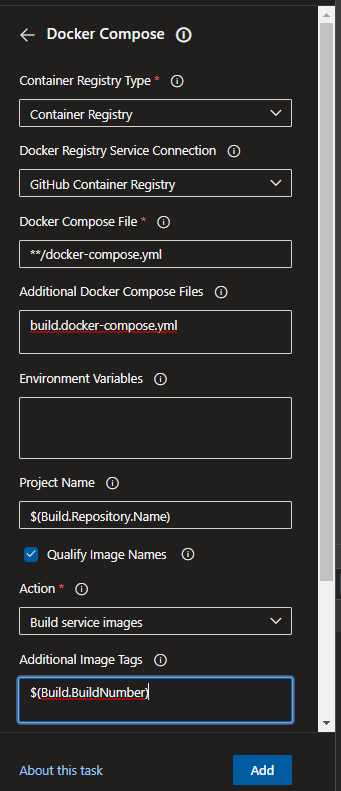 Docker Compose
Container Registry Type *
Container Registry
Docker Registry Service Connection
GitHub Container Registry
Docker Compose File *
**/docker-compose.yml
Additional Docker Compose Files
build.docker-compose.yml
Environment Variables
Project Name
$(Build.Repository.Name)
Qualify Image Names
Action *
Build service images
Additional Image Tags
$(Build.BuildNumber)
About this task
Add